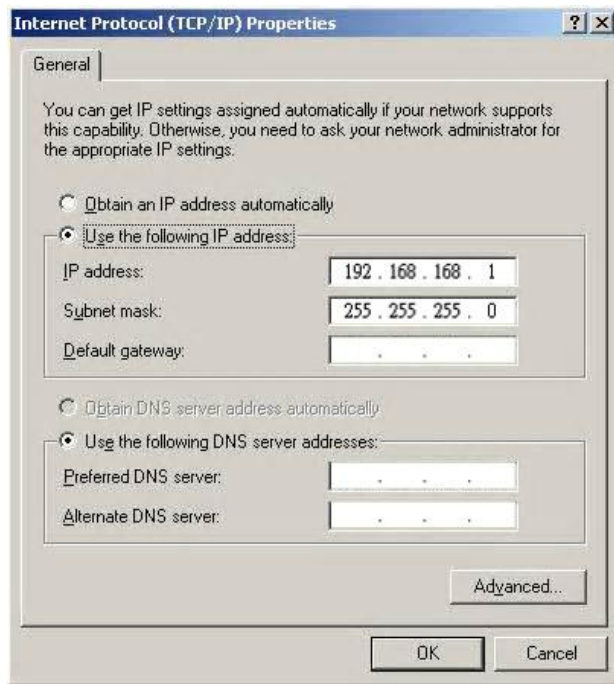 Internet Protocol (TCP/IP) Properties
General
You can get IP settings assigned automatically if your network supports
this capability. Otherwise, you need to ask your network administrator for
the appropriate IP settings.
Obtain an IP address automatically
Use the following IP address:
IP address: 192 . 168 . 168 . 1
Subnet mask: 255 . 255 . 255 . 0
Default gateway: . . .
Obtain DNS server address automatically
Use the following DNS server addresses:
Preferred DNS server: . . .
Alternate DNS server: . . .
Advanced...
OK Cancel